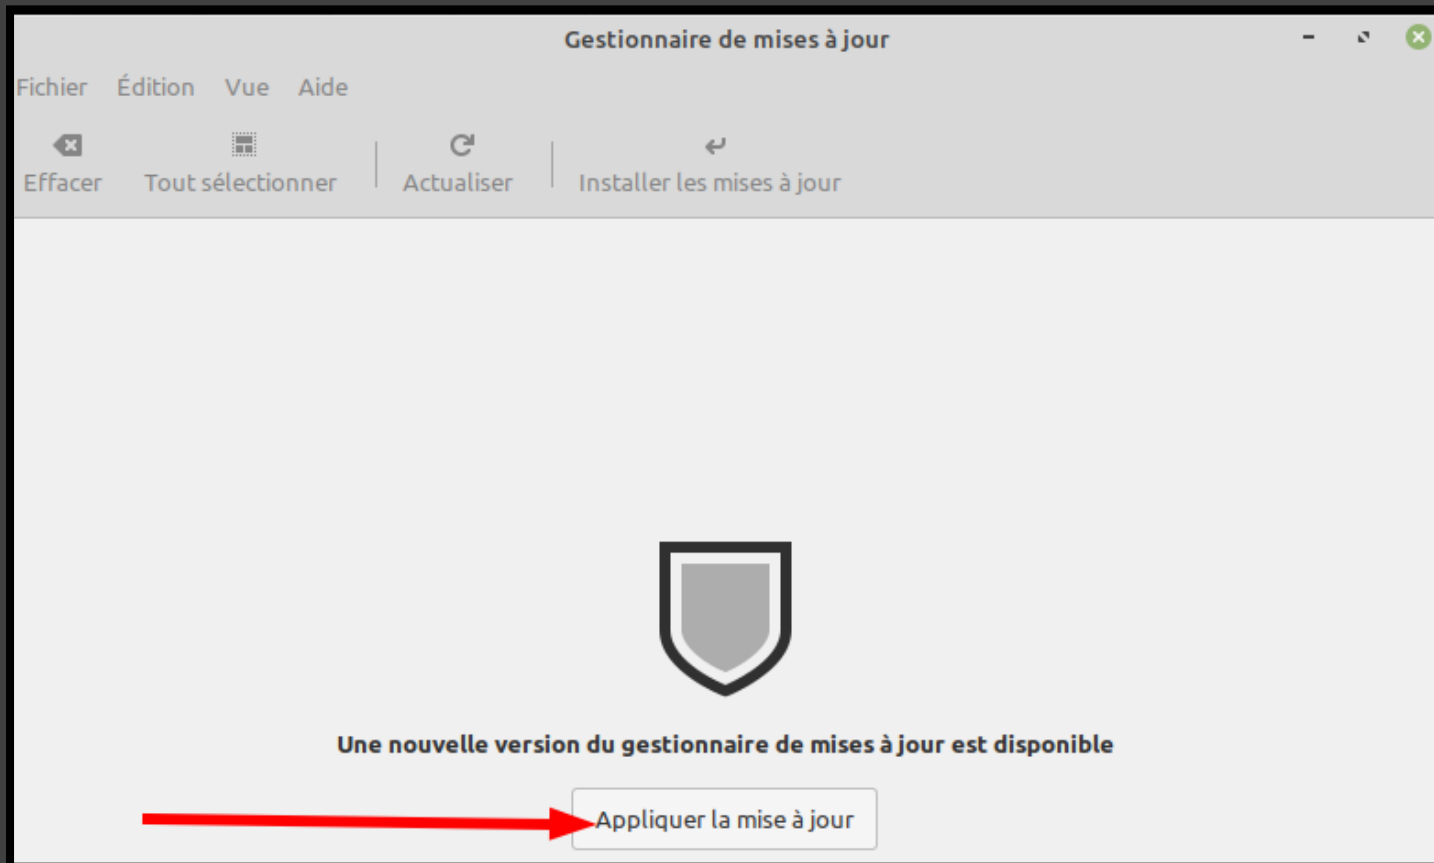 Gestionnaire de mises à jour
Fichier Édition Vue Aide
Effacer Tout sélectionner Actualiser Installer les mises à jour
Une nouvelle version du gestionnaire de mises à jour est disponible
Appliquer la mise à jour